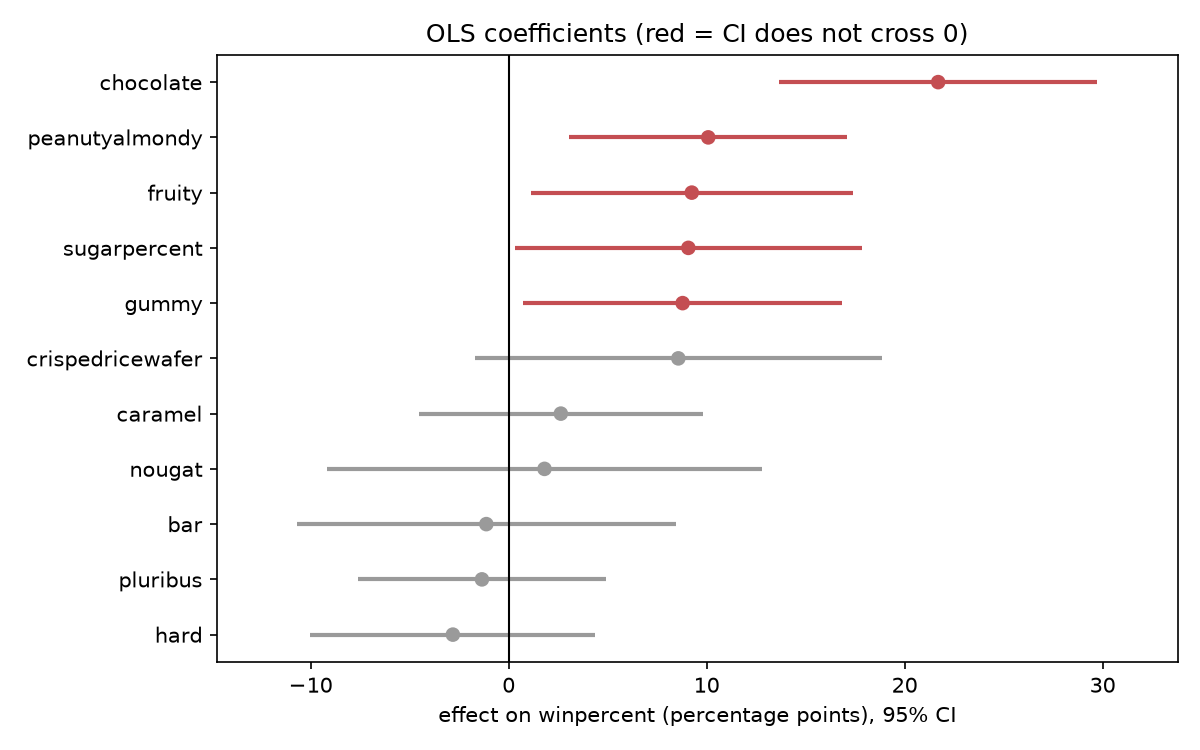 OLS coefficients (red = CI does not cross 0)
chocolate
peanutyalmondy
fruity
sugarpercent
gummy
crispedricewafer
caramel
nougat
bar
pluribus
hard
−10 0 10 20 30
effect on winpercent (percentage points), 95% CI